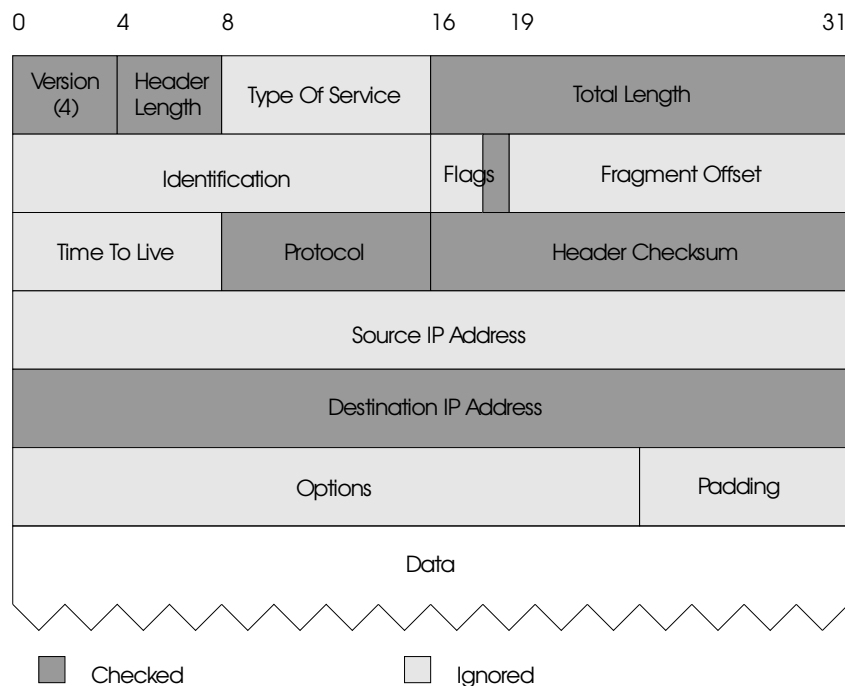 0 4 8 16 19 31
Version Header
(4) Length Type Of Service Total Length
Identification Flags Fragment Offset
Time To Live Protocol Header Checksum
Source IP Address
Destination IP Address
Options Padding
Data
Checked Ignored